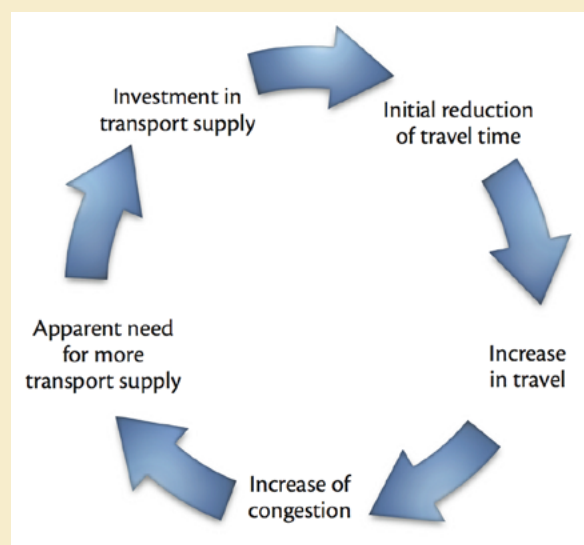 Investment in
transport supply
Initial reduction
of travel time
Increase
in travel
Increase of
congestion
Apparent need
for more
transport supply